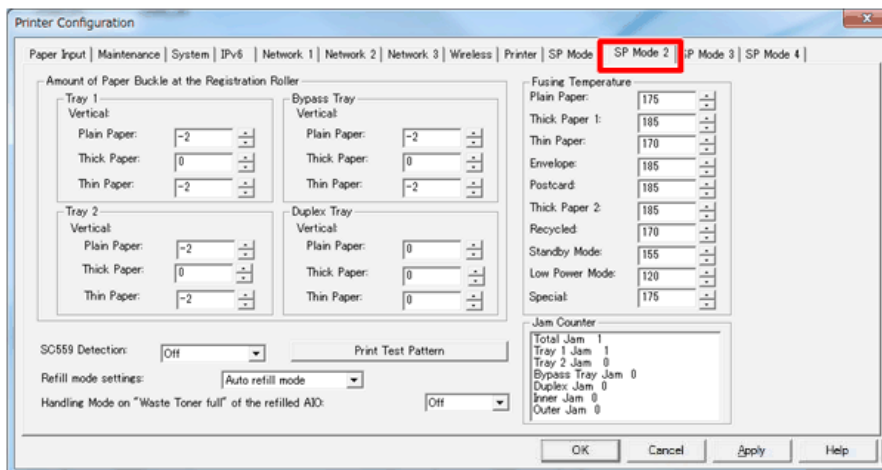 Printer Configuration
Paper Input | Maintenance | System | IPv6 | Network 1 | Network 2 | Network 3 | Wireless | Printer | SP Mode SP Mode 2 SP Mode 3 | SP Mode 4 |
Amount of Paper Buckle at the Registration Roller
Tray 1
Vertical:
Plain Paper: -2
Thick Paper: 0
Thin Paper: -2
Bypass Tray
Vertical:
Plain Paper: -2
Thick Paper: 0
Thin Paper: -2
Tray 2
Vertical:
Plain Paper: -2
Thick Paper: 0
Thin Paper: -2
Duplex Tray
Vertical:
Plain Paper: 0
Thick Paper: 0
Thin Paper: 0
Fusing Temperature
Plain Paper: 175
Thick Paper 1: 185
Thin Paper: 170
Envelope: 185
Postcard: 185
Thick Paper 2: 185
Recycled: 170
Standby Mode: 155
Low Power Mode: 120
Special: 175
Jam Counter
Total Jam 1
Tray 1 Jam 1
Tray 2 Jam 0
Bypass Tray Jam 0
Duplex Jam 0
Inner Jam 0
Outer Jam 0
SC559 Detection: Off
Print Test Pattern
Refill mode settings: Auto refill mode
Handling Mode on "Waste Toner full" of the refilled AIO: Off
OK Cancel Apply Help